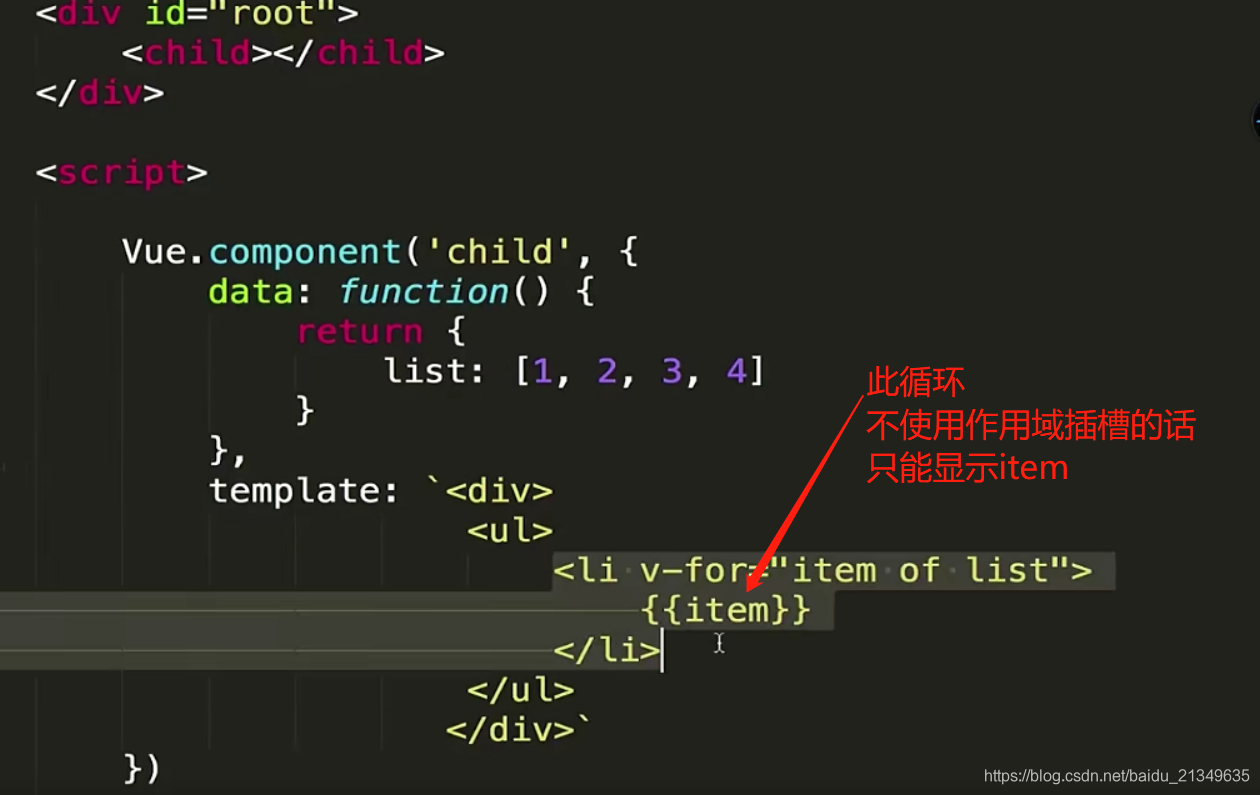 <div id="root">
<child></child>
</div>
<script>
Vue.component('child', {
data: function() {
return {
list: [1, 2, 3, 4]
}
},
template: `<div>
<ul>
<li v-for="item of list">
{{item}}
</li>
</ul>
</div>`
})
此循环
不使用作用域插槽的话
只能显示item
https://blog.csdn.net/baidu_21349635